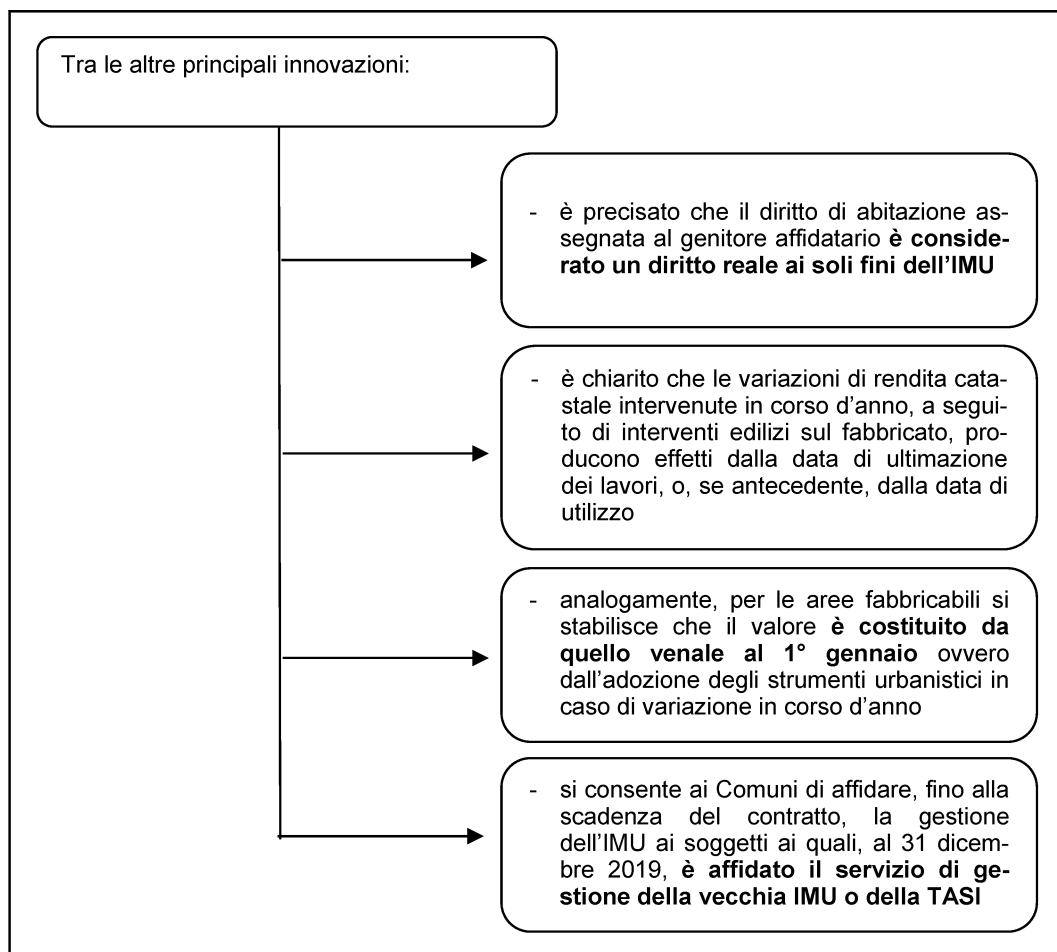 Tra le altre principali innovazioni:
- è precisato che il diritto di abitazione as-
segnata al genitore affidatario è conside-
rato un diritto reale ai soli fini dell'IMU
- è chiarito che le variazioni di rendita cata-
stale intervenute in corso d'anno, a segui-
to di interventi edilizi sul fabbricato, pro-
ducono effetti dalla data di ultimazione
dei lavori, o, se antecedente, dalla data di
utilizzo
- analogamente, per le aree fabbricabili si
stabilisce che il valore è costituito da
quello venale al 1° gennaio ovvero
dall'adozione degli strumenti urbanistici in
caso di variazione in corso d'anno
- si consente ai Comuni di affidare, fino alla
scadenza del contratto, la gestione
dell'IMU ai soggetti ai quali, al 31 dicem-
bre 2019, è affidato il servizio di ge-
stione della vecchia IMU o della TASI